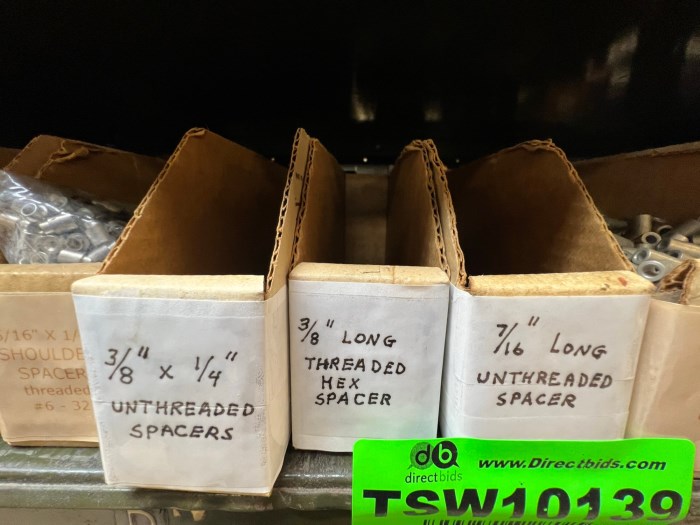 SPACER
threaded
#6 - 32
3/8" x 1/4"
UNTHREADED
SPACERS
3/8" LONG
THREADED
HEX
SPACER
7/16" LONG
UNTHREADED
SPACER
db
directbids
www.Directbids.com
TSW10139